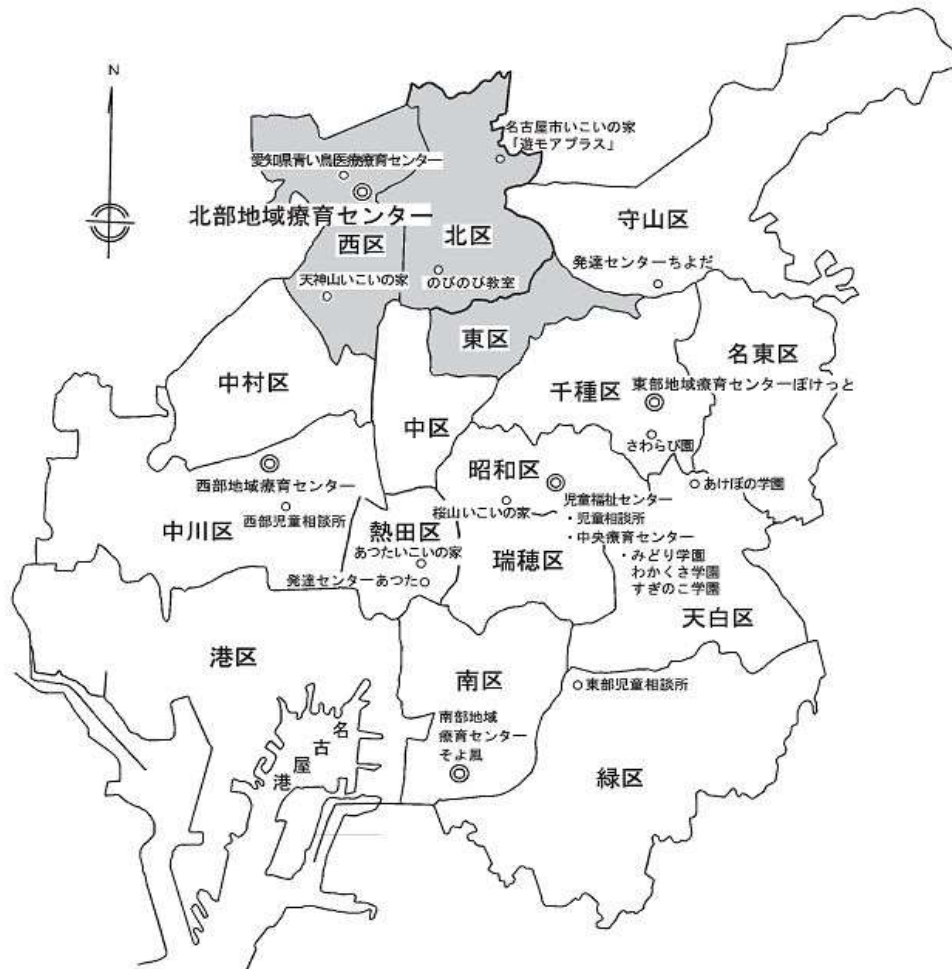 N
名古屋市いこいの家
「遊モアプラス」
愛知県青い鳥医療療育センター
北部地域療育センター
西区
北区
守山区
発達センターちよだ
天神山いこいの家
のびのび教室
東区
名東区
中村区
千種区
東部地域療育センターぽけっと
中区
さわらび園
昭和区
あけぼの学園
西部地域療育センター
児童福祉センター
桜山いこいの家
西部児童相談所
・児童相談所
中川区
熱田区
・中央療育センター
あつたいこいの家
瑞穂区
・みどり学園
わかくさ学園
すぎのこ学園
発達センターあつた
天白区
港区
南区
東部児童相談所
南部地域
療育センター
そよ風
名古屋港
緑区